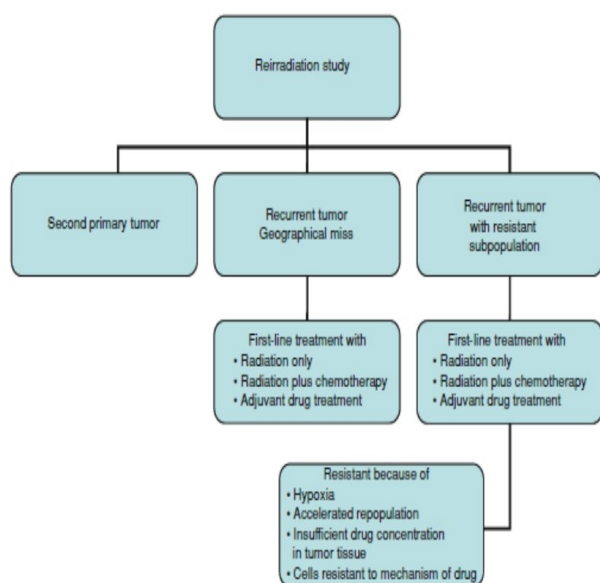 Reirradiation study
Second primary tumor
Recurrent tumor
Geographical miss
Recurrent tumor
with resistant
subpopulation
First-line treatment with
• Radiation only
• Radiation plus chemotherapy
• Adjuvant drug treatment
First-line treatment with
• Radiation only
• Radiation plus chemotherapy
• Adjuvant drug treatment
Resistant because of
• Hypoxia
• Accelerated repopulation
• Insufficient drug concentration
in tumor tissue
• Cells resistant to mechanism of drug